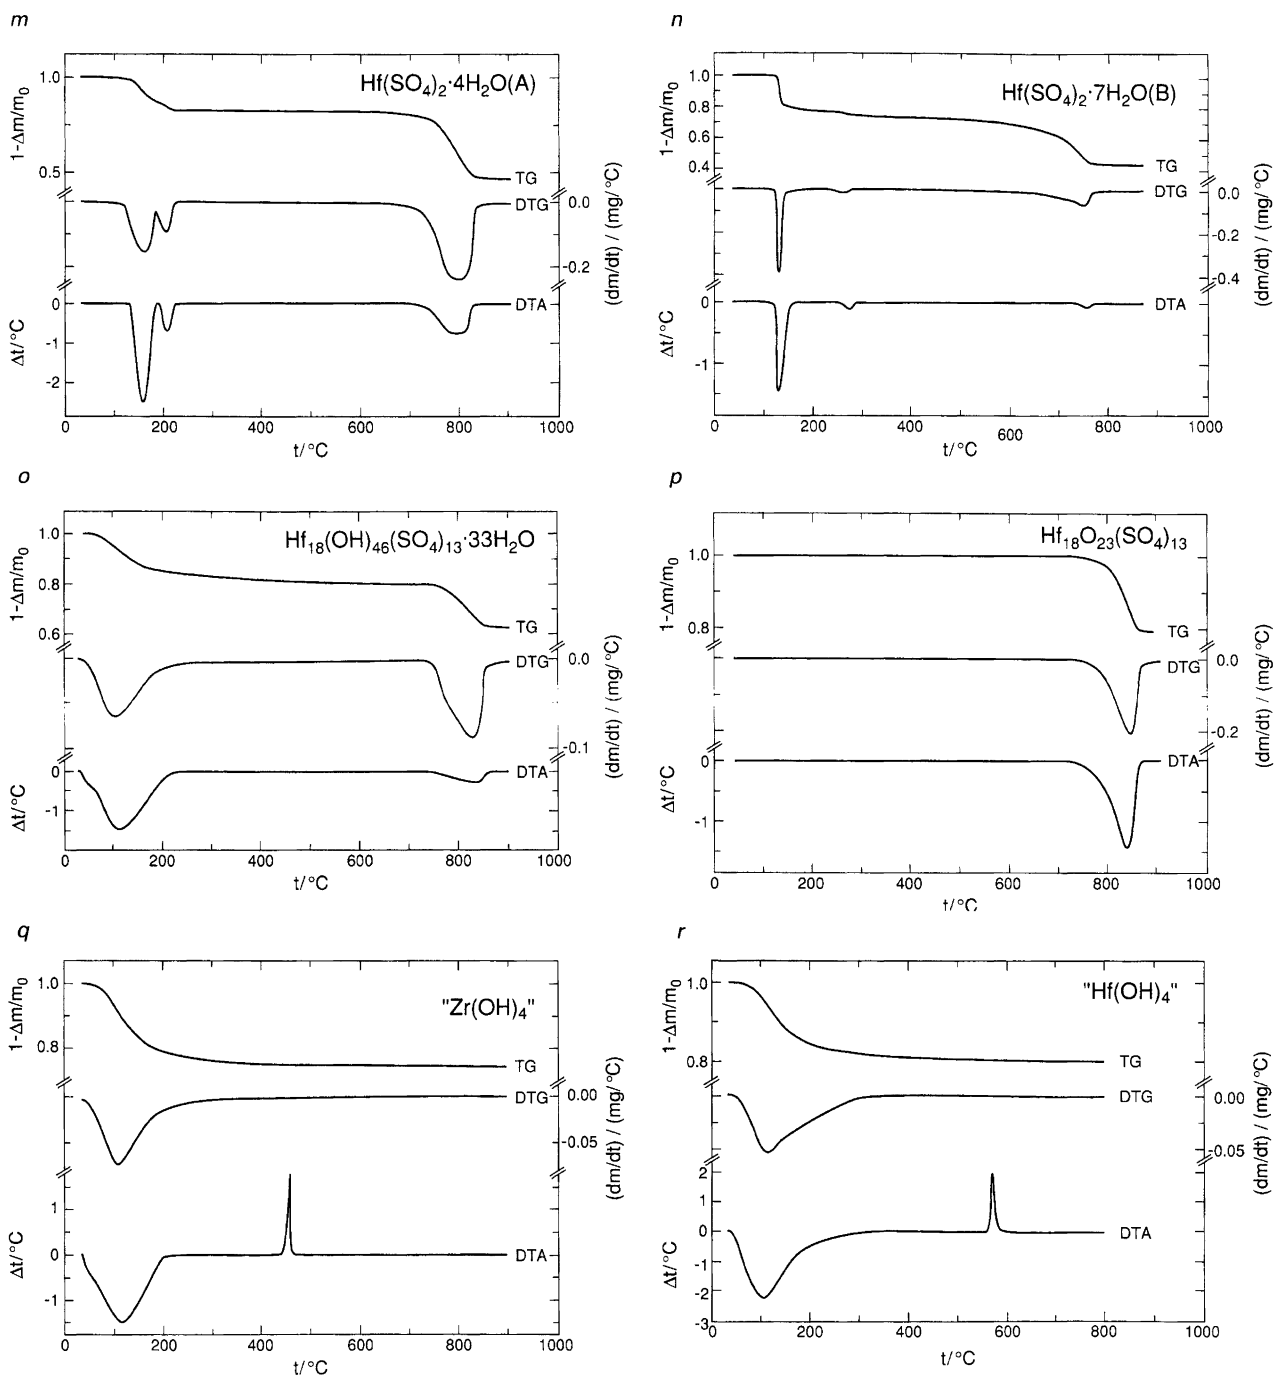 m
Hf(SO4)2·4H2O(A)
1-Δm/m0
1.0
0.5
TG
DTG
0.0
-0.2
(dm/dt) / (mg/°C)
DTA
Δt/°C
0
-1
-2
0 200 400 600 800 1000
t/°C
n
Hf(SO4)2·7H2O(B)
1-Δm/m0
1.0
0.8
0.6
0.4
TG
DTG
0.0
-0.2
-0.4
(dm/dt) / (mg/°C)
DTA
Δt/°C
0
-1
0 200 400 600 800 1000
t/°C
o
Hf18(OH)46(SO4)13·33H2O
1-Δm/m0
1.0
0.8
0.6
TG
DTG
0.0
-0.1
(dm/dt) / (mg/°C)
DTA
Δt/°C
0
-1
0 200 400 600 800 1000
t/°C
p
Hf18O23(SO4)13
1-Δm/m0
1.0
0.8
TG
DTG
0.0
-0.2
(dm/dt) / (mg/°C)
DTA
Δt/°C
0
-1
0 200 400 600 800 1000
t/°C
q
"Zr(OH)4"
1-Δm/m0
1.0
0.8
TG
DTG
0.00
-0.05
(dm/dt) / (mg/°C)
DTA
Δt/°C
1
0
-1
0 200 400 600 800 1000
t/°C
r
"Hf(OH)4"
1-Δm/m0
1.0
0.8
TG
DTG
0.00
-0.05
(dm/dt) / (mg/°C)
DTA
Δt/°C
2
1
0
-1
-2
-3
0 200 400 600 800 1000
t/°C